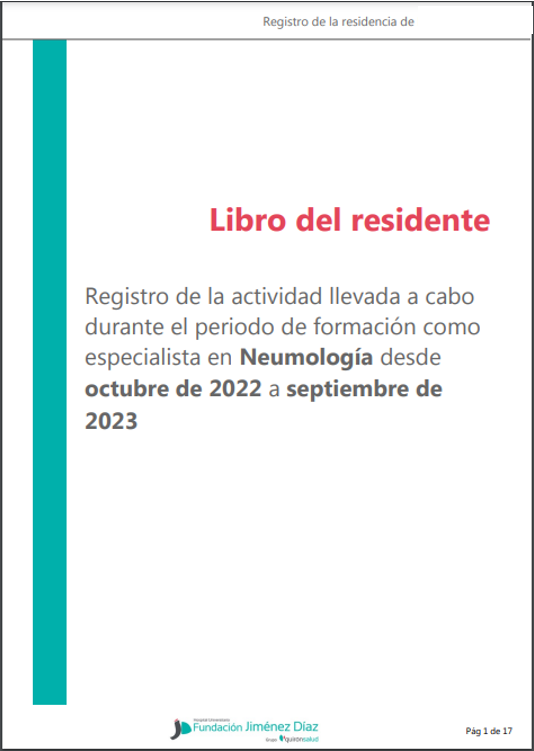 Registro de la residencia de
Libro del residente
Registro de la actividad llevada a cabo
durante el periodo de formación como
especialista en Neumología desde
octubre de 2022 a septiembre de
2023
Hospital Universitario
Fundación Jiménez Díaz
Grupo quirónsalud
Pág 1 de 17